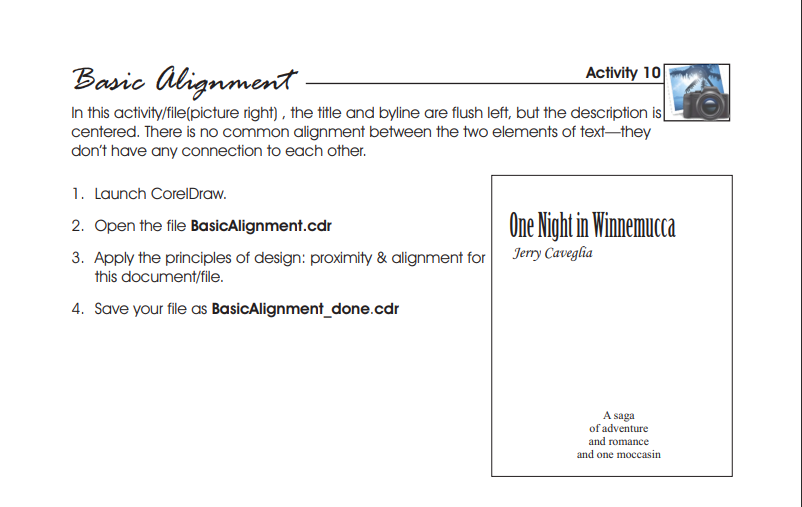 Basic Alignment
Activity 10
In this activity/file(picture right) , the title and byline are flush left, but the description is
centered. There is no common alignment between the two elements of text—they
don't have any connection to each other.
1. Launch CorelDraw.
2. Open the file BasicAlignment.cdr
3. Apply the principles of design: proximity & alignment for
this document/file.
4. Save your file as BasicAlignment_done.cdr
One Night in Winnemucca
Jerry Caveglia
A saga
of adventure
and romance
and one moccasin